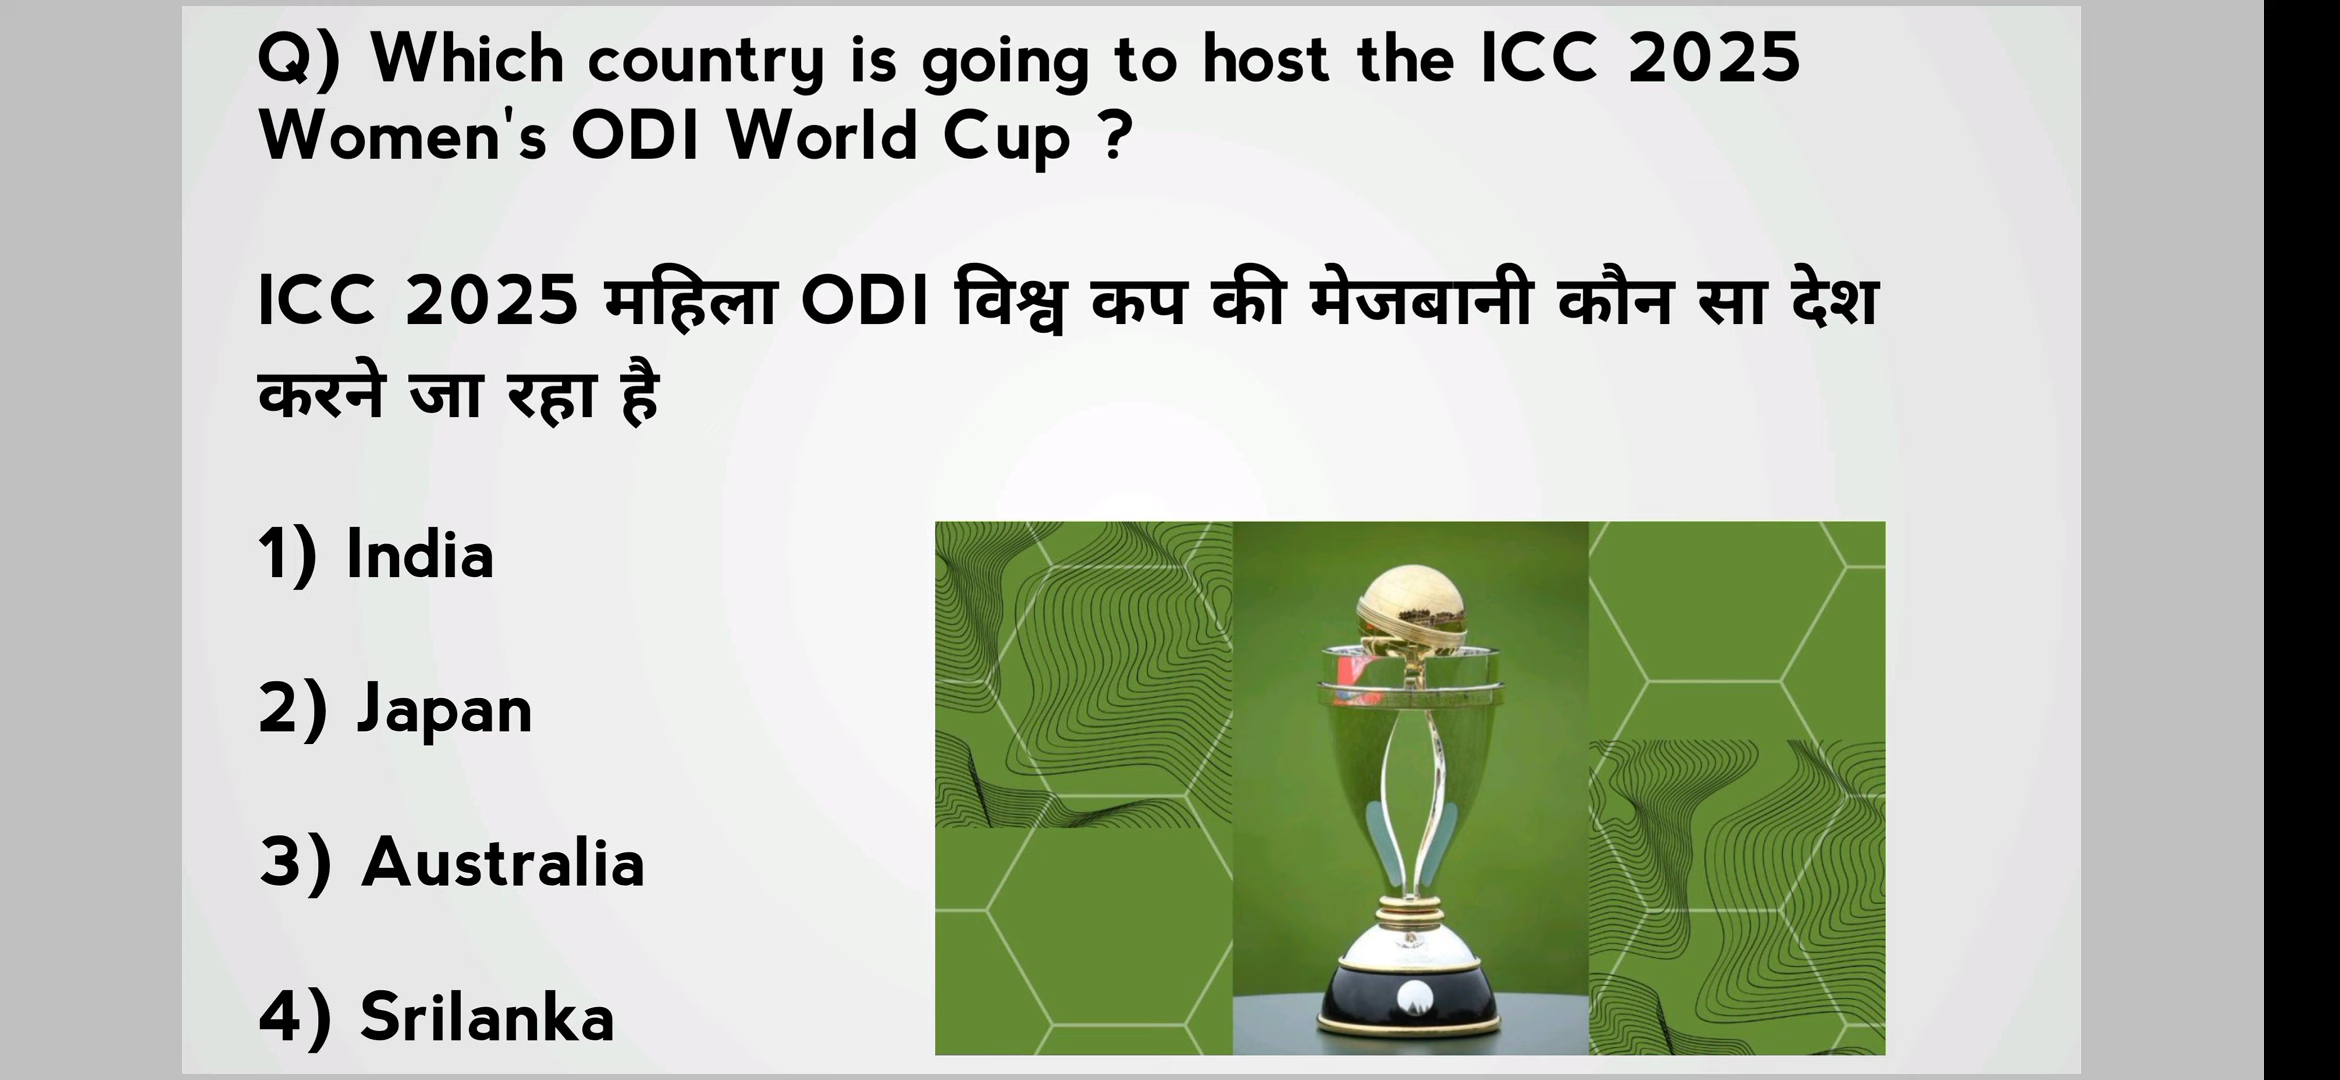 Q) Which country is going to host the ICC 2025
Women's ODI World Cup ?
ICC 2025 महिला ODI विश्व कप की मेजबानी कौन सा देश
करने जा रहा है
1) India
2) Japan
3) Australia
4) Srilanka